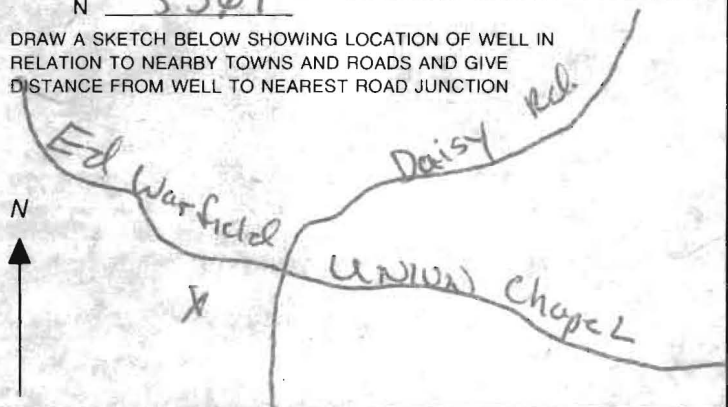 N
DRAW A SKETCH BELOW SHOWING LOCATION OF WELL IN
RELATION TO NEARBY TOWNS AND ROADS AND GIVE
DISTANCE FROM WELL TO NEAREST ROAD JUNCTION
Daisy Rd.
Ed Warfield
N
UNION Chapel
X